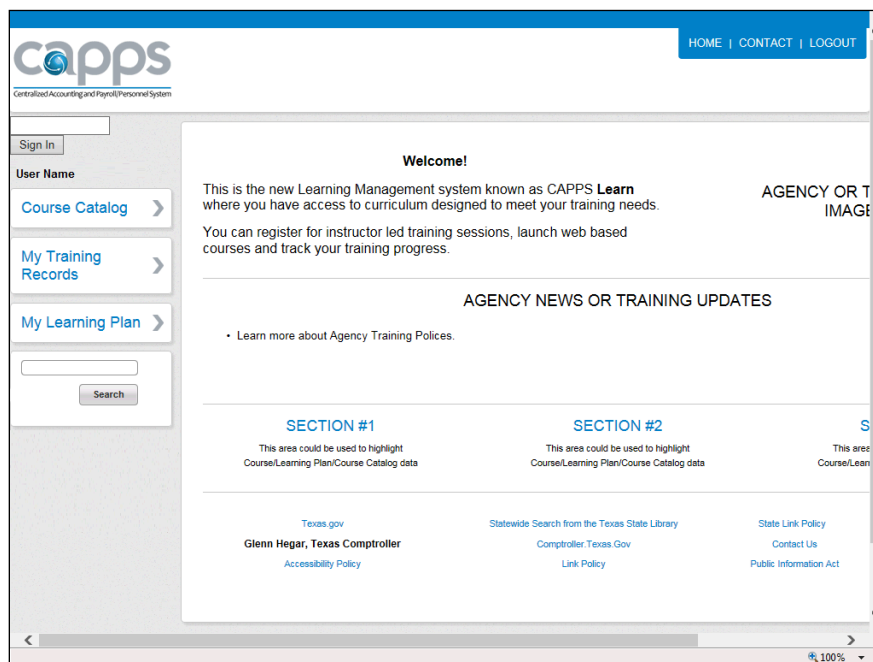 HOME | CONTACT | LOGOUT
capps
Centralized Accounting and Payroll/Personnel System
Sign In
User Name
Course Catalog
My Training
Records
My Learning Plan
Search
Welcome!
This is the new Learning Management system known as CAPPS Learn
where you have access to curriculum designed to meet your training needs.
You can register for instructor led training sessions, launch web based
courses and track your training progress.
AGENCY OR T
IMAGE
AGENCY NEWS OR TRAINING UPDATES
• Learn more about Agency Training Polices.
SECTION #1
This area could be used to highlight
Course/Learning Plan/Course Catalog data
SECTION #2
This area could be used to highlight
Course/Learning Plan/Course Catalog data
S
This area
Course/Lear
Texas.gov
Statewide Search from the Texas State Library
State Link Policy
Glenn Hegar, Texas Comptroller
Comptroller.Texas.Gov
Contact Us
Accessibility Policy
Link Policy
Public Information Act
100%